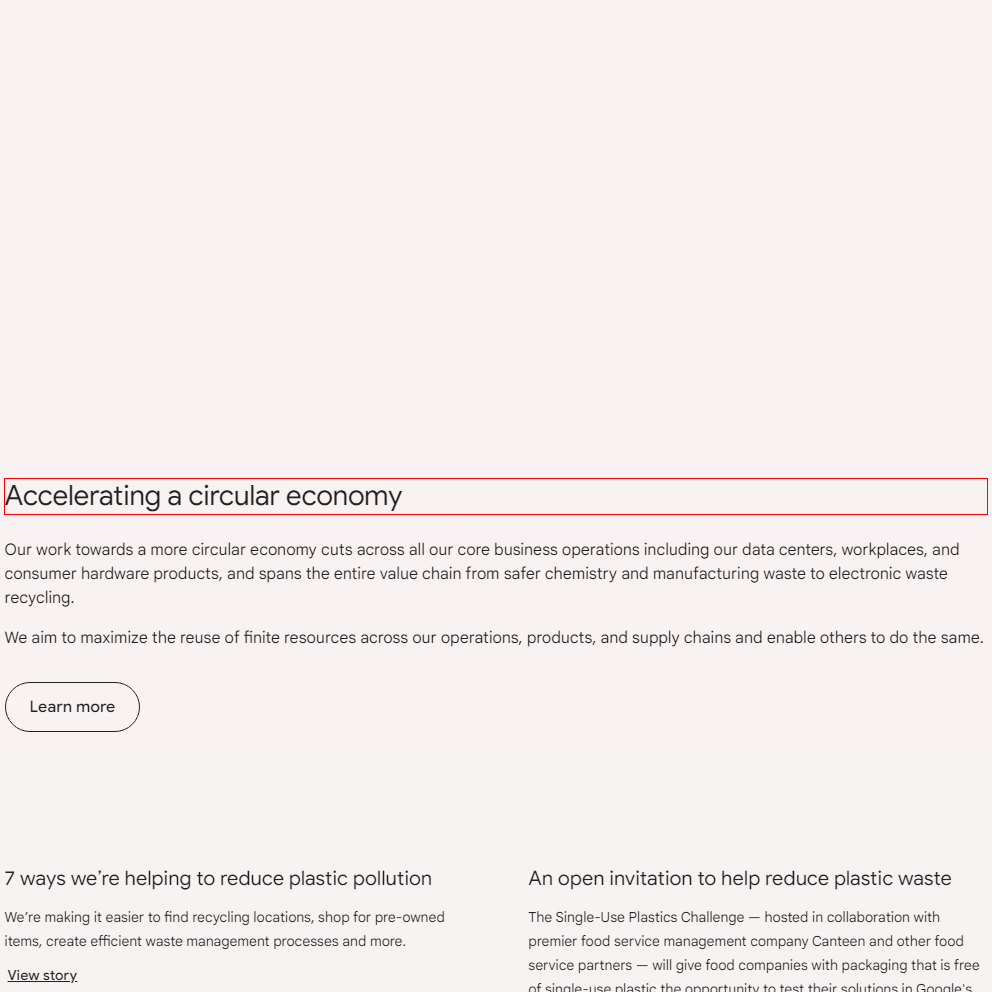 Accelerating a circular economy
Our work towards a more circular economy cuts across all our core business operations including our data centers, workplaces, and
consumer hardware products, and spans the entire value chain from safer chemistry and manufacturing waste to electronic waste
recycling.
We aim to maximize the reuse of finite resources across our operations, products, and supply chains and enable others to do the same.
Learn more
7 ways we’re helping to reduce plastic pollution
We’re making it easier to find recycling locations, shop for pre-owned
items, create efficient waste management processes and more.
View story
An open invitation to help reduce plastic waste
The Single-Use Plastics Challenge — hosted in collaboration with
premier food service management company Canteen and other food
service partners — will give food companies with packaging that is free
of single-use plastic the opportunity to test their solutions in Google's